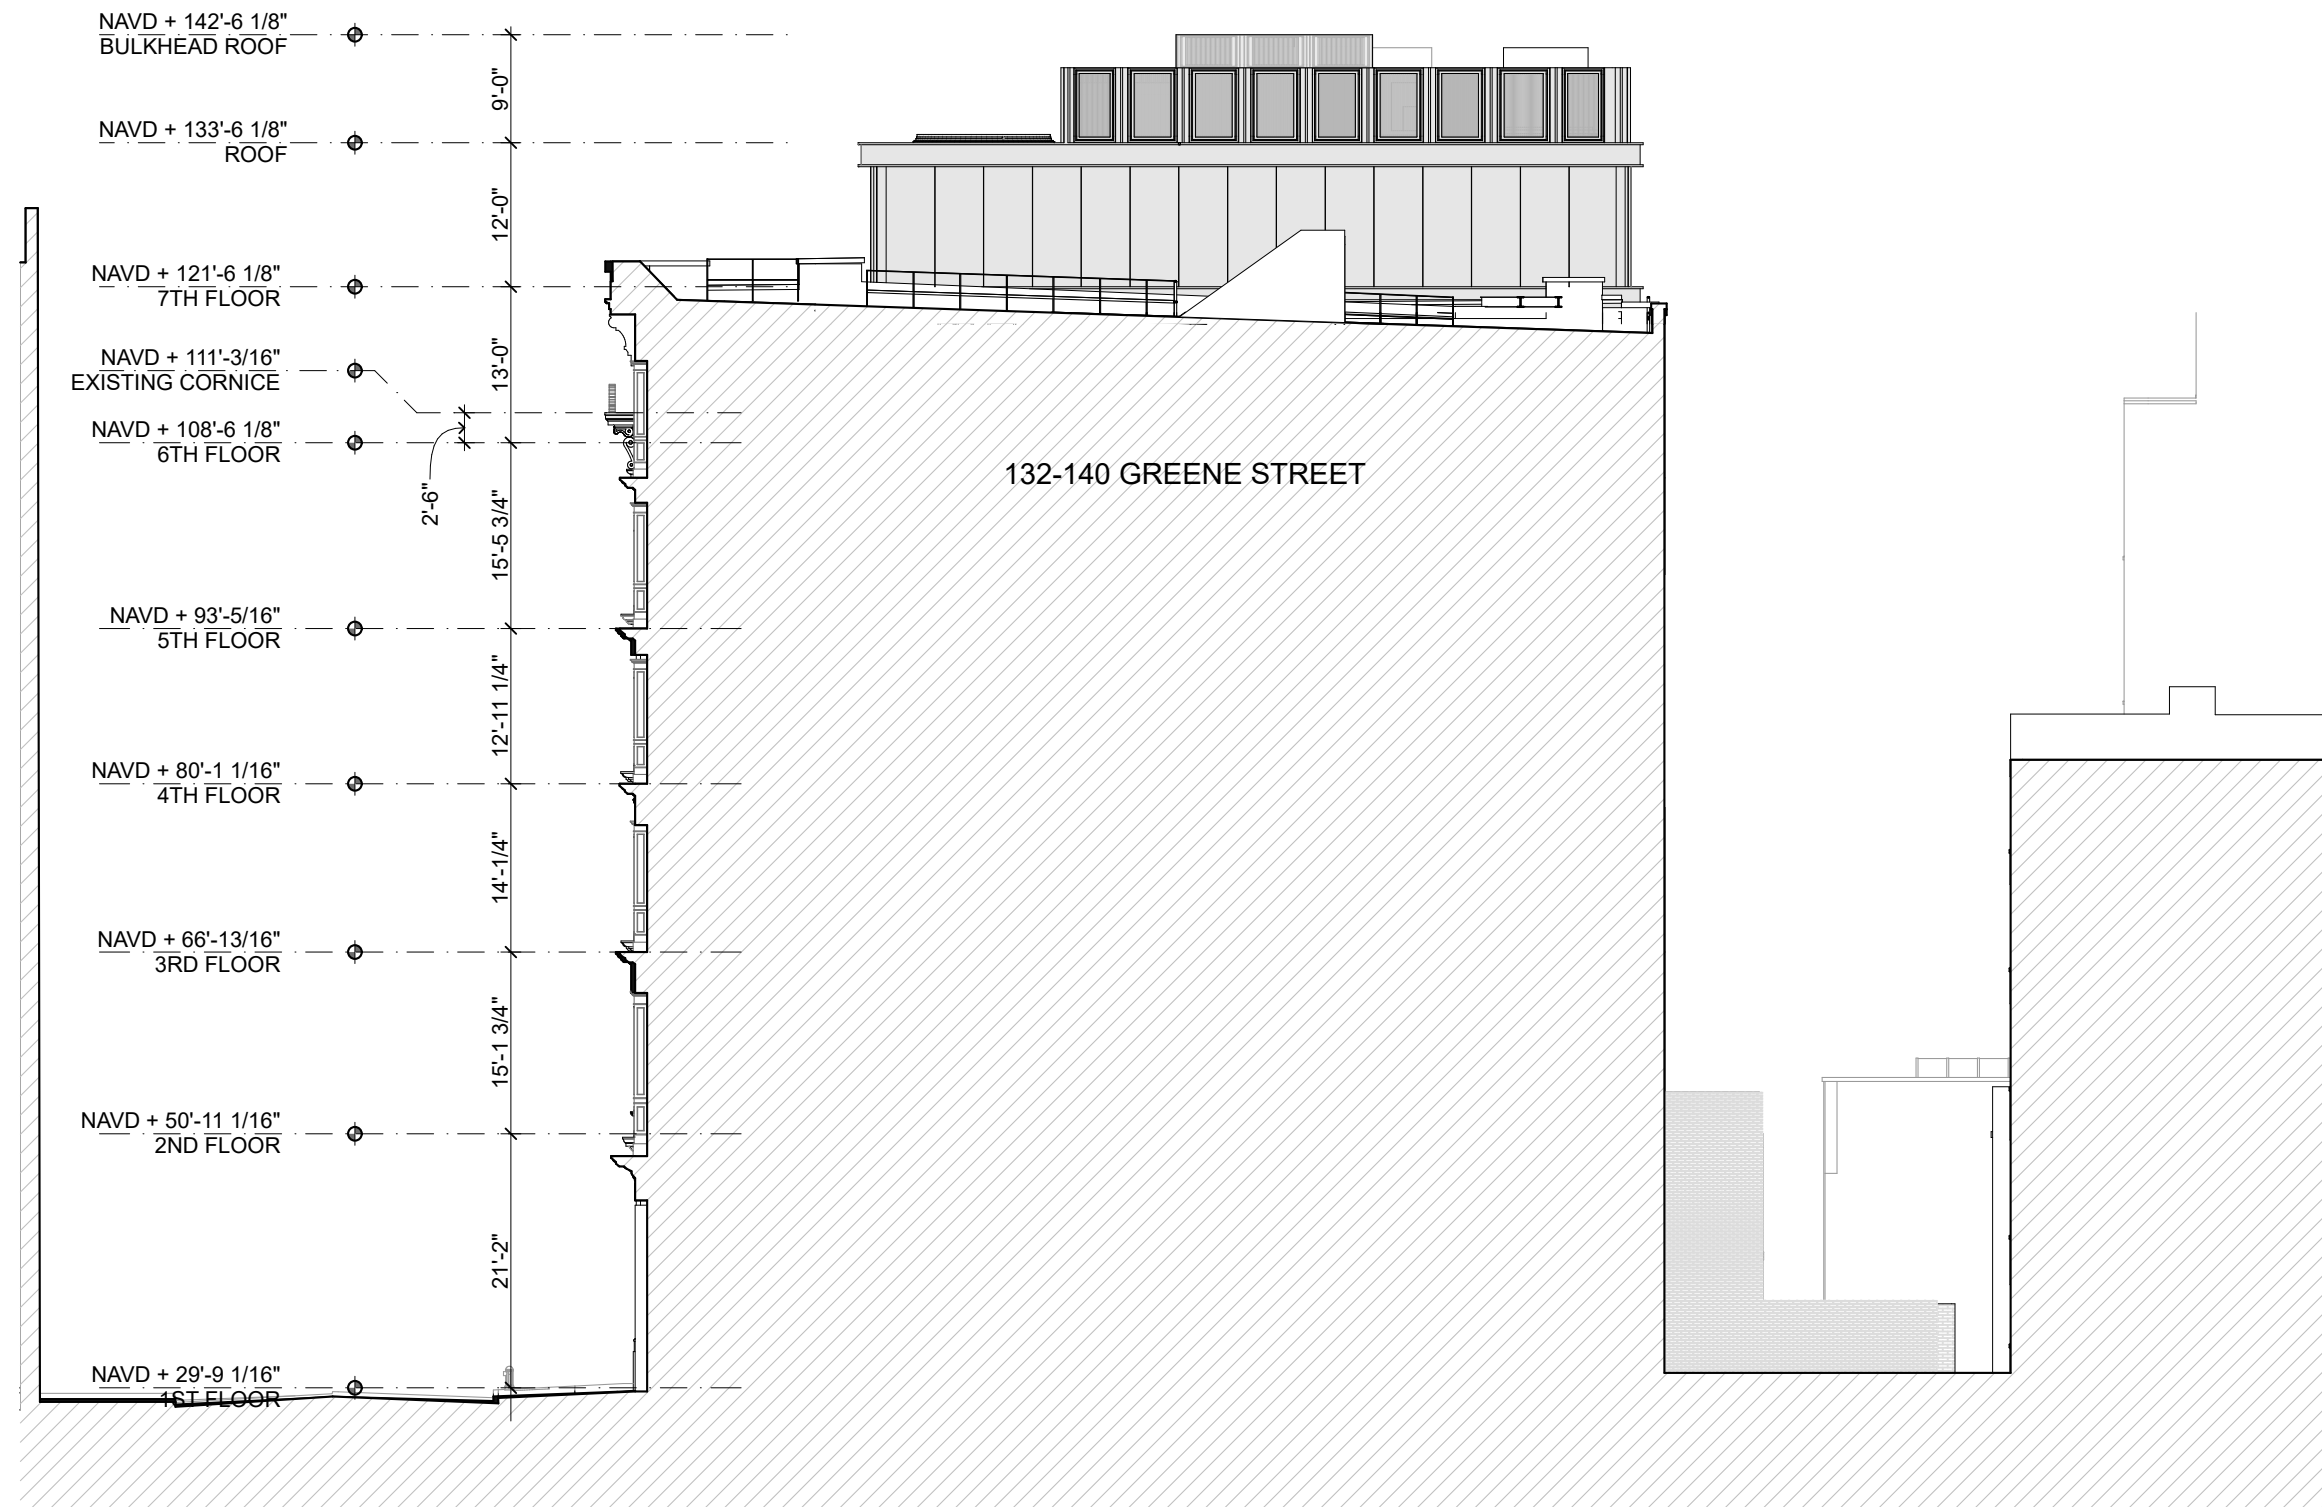 NAVD + 142'-6 1/8"
BULKHEAD ROOF
9'-0"
NAVD + 133'-6 1/8"
ROOF
12'-0"
NAVD + 121'-6 1/8"
7TH FLOOR
13'-0"
NAVD + 111'-3/16"
EXISTING CORNICE
NAVD + 108'-6 1/8"
6TH FLOOR
2'-6"
132-140 GREENE STREET
15'-5 3/4"
NAVD + 93'-5/16"
5TH FLOOR
12'-11 1/4"
NAVD + 80'-1 1/16"
4TH FLOOR
14'-1/4"
NAVD + 66'-13/16"
3RD FLOOR
15'-1 3/4"
NAVD + 50'-11 1/16"
2ND FLOOR
21'-2"
NAVD + 29'-9 1/16"
1ST FLOOR